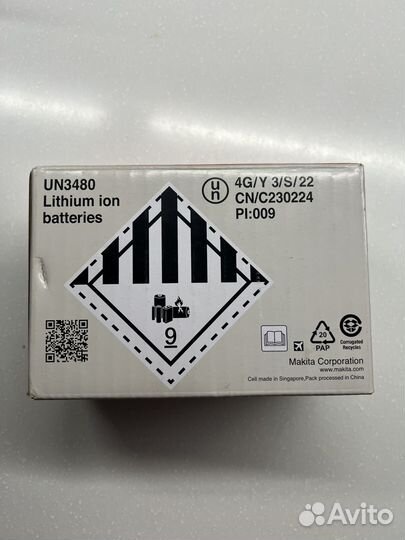 UN3480
Lithium ion
batteries
un
4G/Y 3/S/22
CN/C230224
PI:009
9
20
PAP
Corrugated
Recycles
Makita Corporation
www.makita.com
Cell made in Singapore,Pack processed in China
Avito